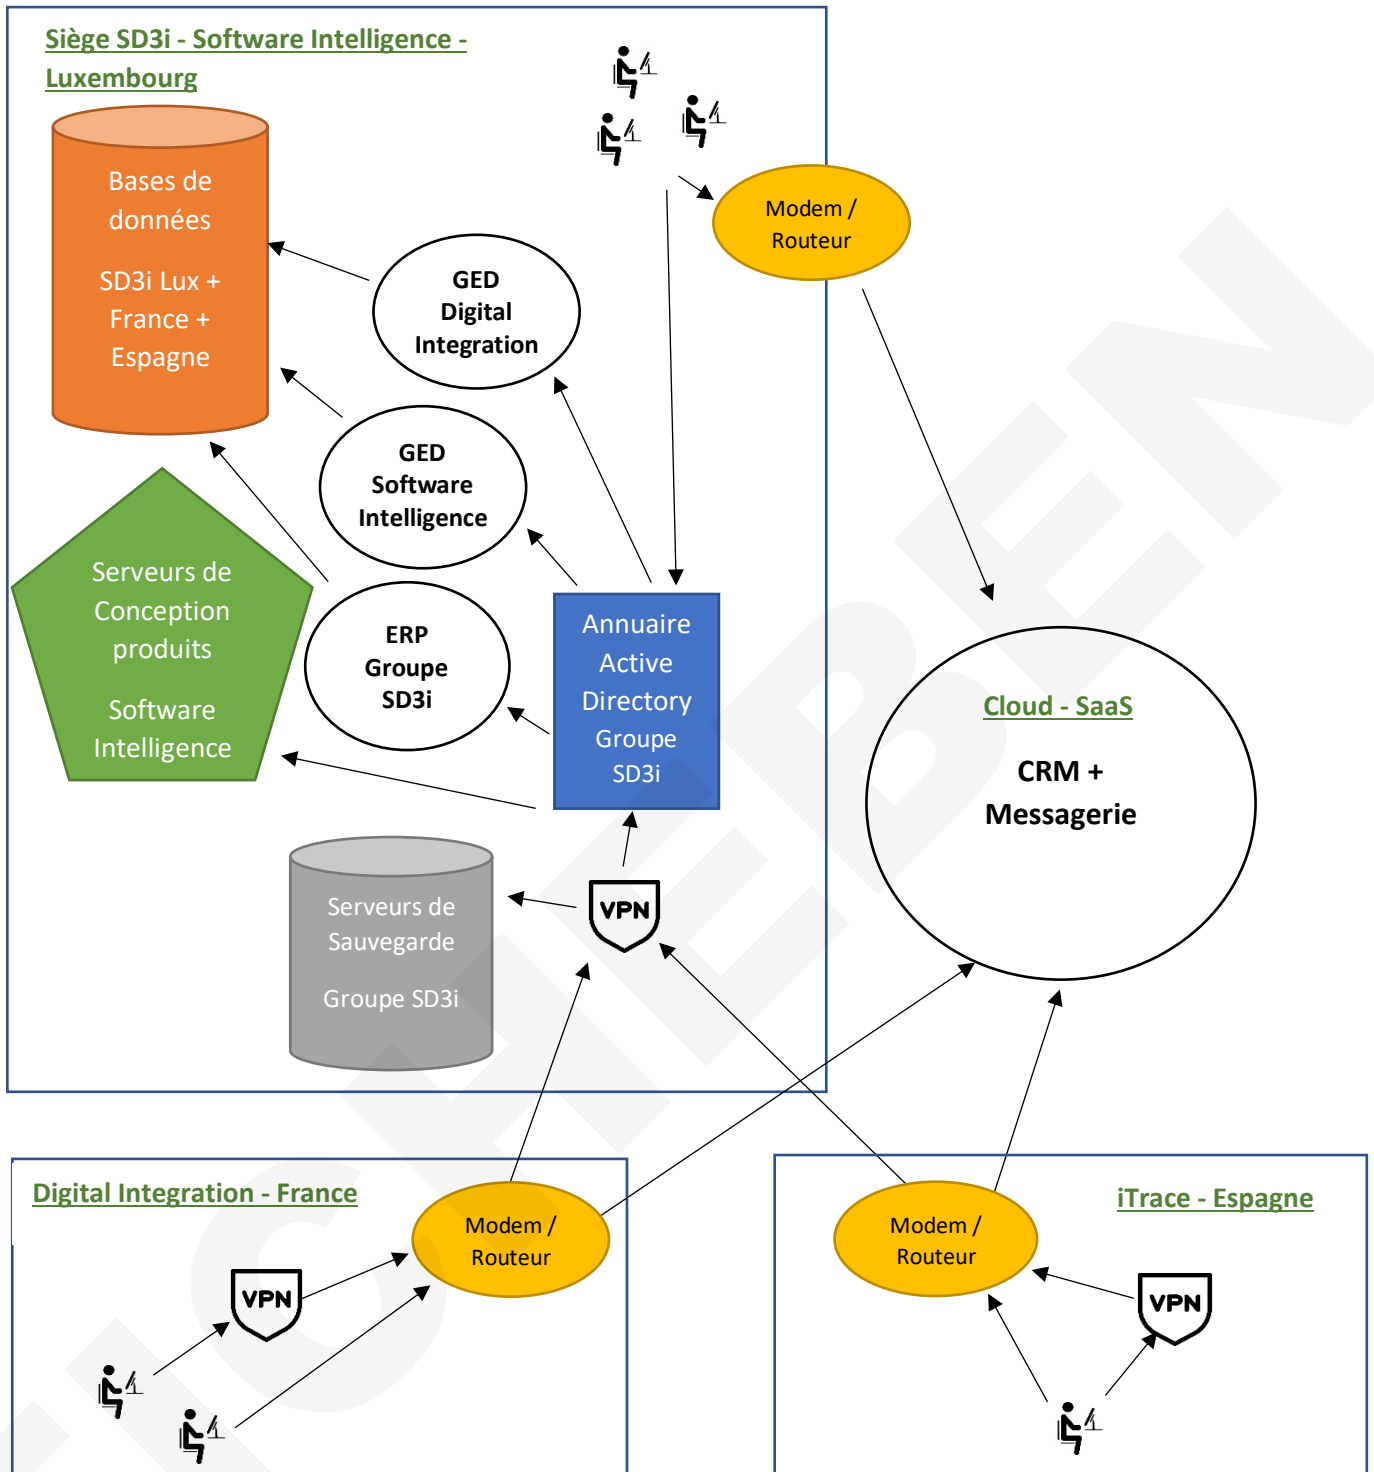 Siège SD3i - Software Intelligence -
Luxembourg
Bases de
données
SD3i Lux +
France +
Espagne
Modem /
Routeur
GED
Digital
Integration
GED
Software
Intelligence
Serveurs de
Conception
produits
Software
Intelligence
ERP
Groupe
SD3i
Annuaire
Active
Directory
Groupe
SD3i
Cloud - SaaS
CRM +
Messagerie
Serveurs de
Sauvegarde
Groupe SD3i
VPN
Digital Integration - France
Modem /
Routeur
VPN
iTrace - Espagne
Modem /
Routeur
VPN